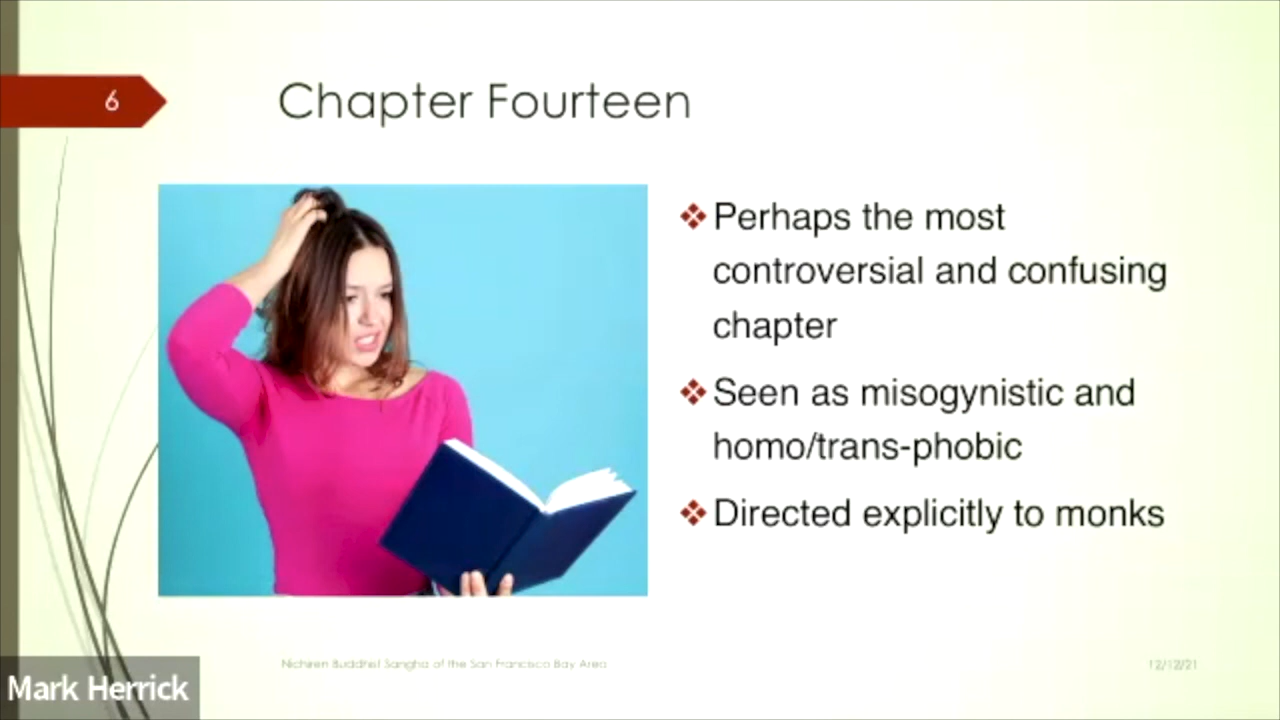 6
Chapter Fourteen
Perhaps the most
controversial and confusing
chapter
Seen as misogynistic and
homo/trans-phobic
Directed explicitly to monks
Nichiren Buddhist Sangha of the San Francisco Bay Area
12/12/21
Mark Herrick